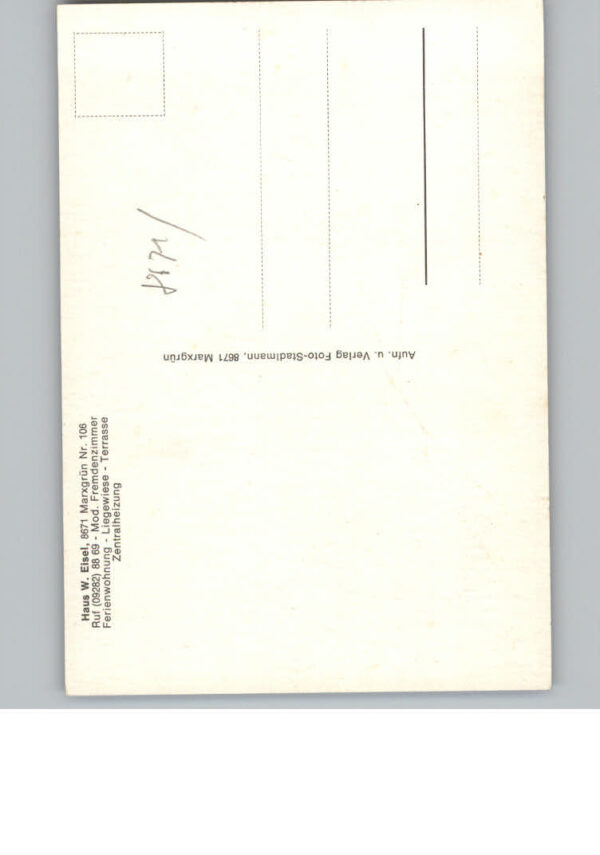 Haus W. Eisel, 8671 Marxgrün Nr. 106
Ruf (09282) 88 69 - Mod. Fremdenzimmer
Ferienwohnung - Liegewiese - Terrasse
Zentralheizung
Aufn. u. Verlag Foto-Stadlmann, 8671 Marxgrün